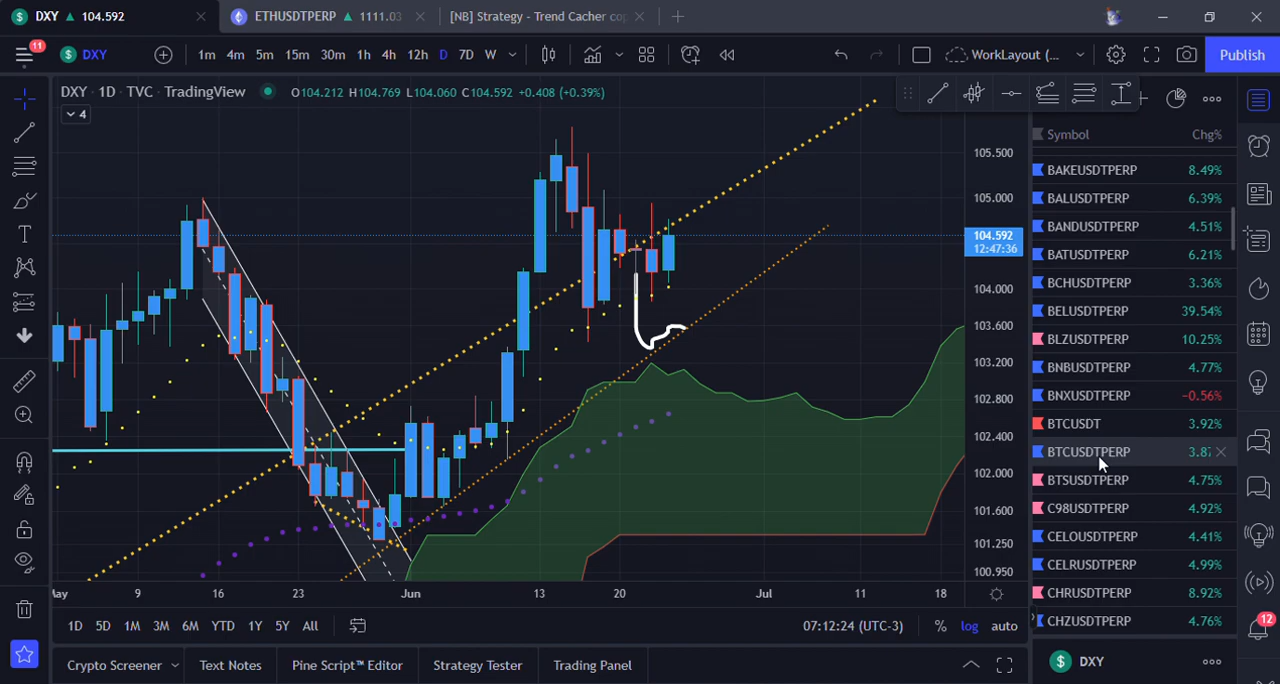 DXY 104.592
ETHUSDTPERP 1111.03
[NB] Strategy - Trend Cacher cop
11
DXY
1m 4m 5m 15m 30m 1h 4h 12h D 7D W
WorkLayout (...
Publish
DXY · 1D · TVC · TradingView
O104.212 H104.769 L104.060 C104.592 +0.408 (+0.39%)
4
Symbol Chg%
105.500
105.000
104.592
12:47:36
104.000
103.600
103.200
102.800
102.400
102.000
101.600
101.250
100.950
BAKEUSDTPERP 8.49%
BALUSDTPERP 6.39%
BANDUSDTPERP 4.51%
BATUSDTPERP 6.21%
BCHUSDTPERP 3.36%
BELUSDTPERP 39.54%
BLZUSDTPERP 10.25%
BNBUSDTPERP 4.77%
BNXUSDTPERP -0.56%
BTCUSDT 3.92%
BTCUSDTPERP 3.87
BTSUSDTPERP 4.75%
C98USDTPERP 4.92%
CELOUSDTPERP 4.41%
CELRUSDTPERP 4.99%
CHRUSDTPERP 8.92%
CHZUSDTPERP 4.76%
May 9 16 23 Jun 13 20 Jul 11 18
1D 5D 1M 3M 6M YTD 1Y 5Y All
07:12:24 (UTC-3) % log auto
12
Crypto Screener Text Notes Pine Script™ Editor Strategy Tester Trading Panel
DXY